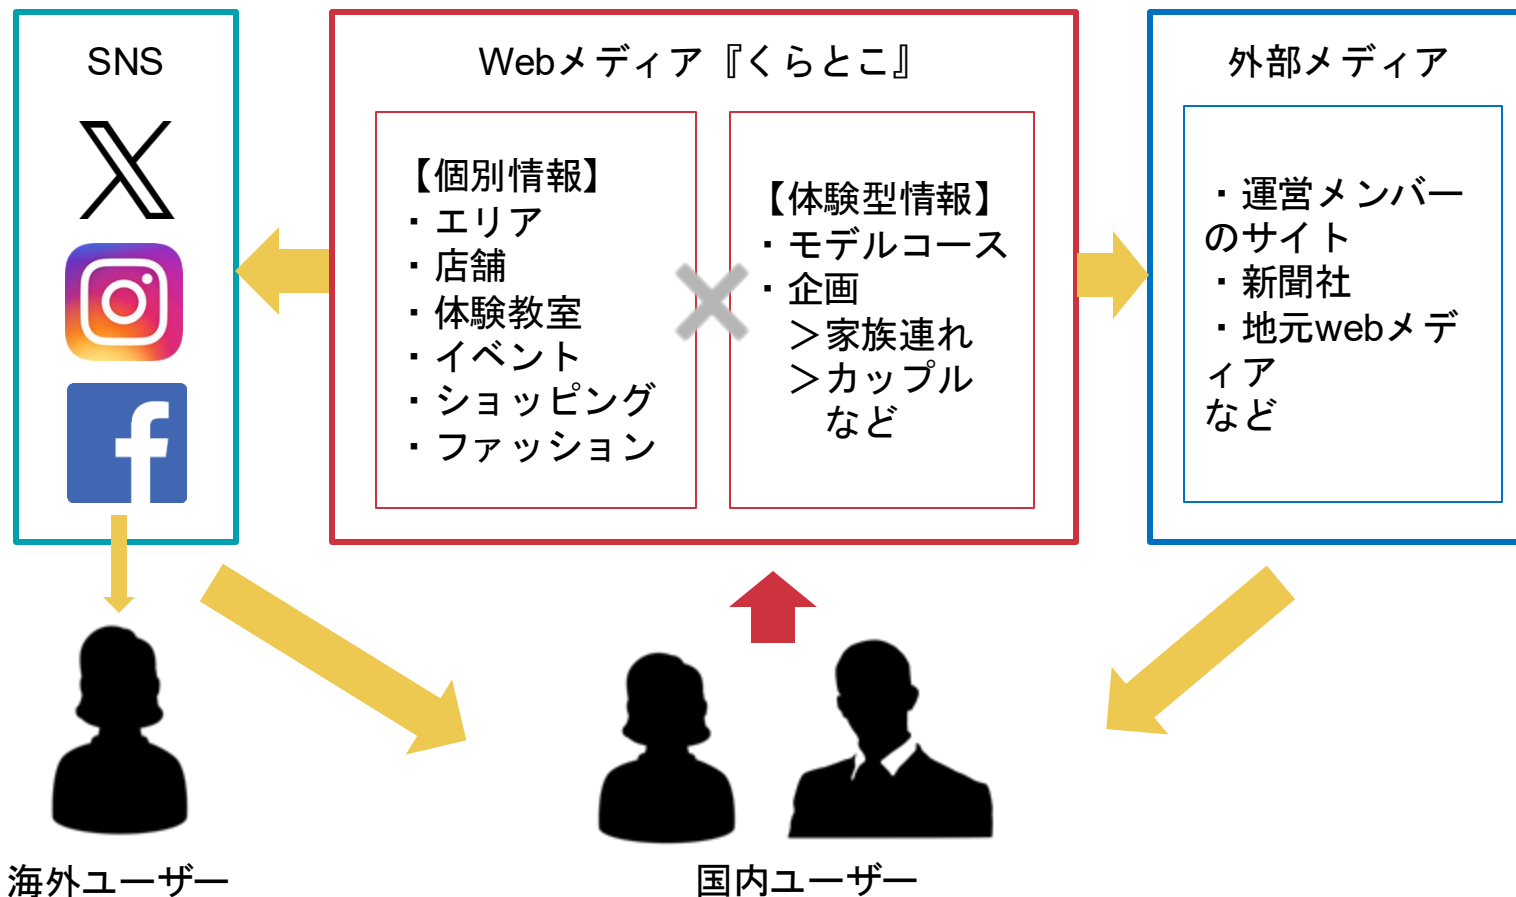 SNS
Webメディア『くらとこ』
【個別情報】
・エリア
・店舗
・体験教室
・イベント
・ショッピング
・ファッション
【体験型情報】
・モデルコース
・企画
＞家族連れ
＞カップル
など
外部メディア
・運営メンバー
のサイト
・新聞社
・地元webメデ
ィア
など
海外ユーザー
国内ユーザー